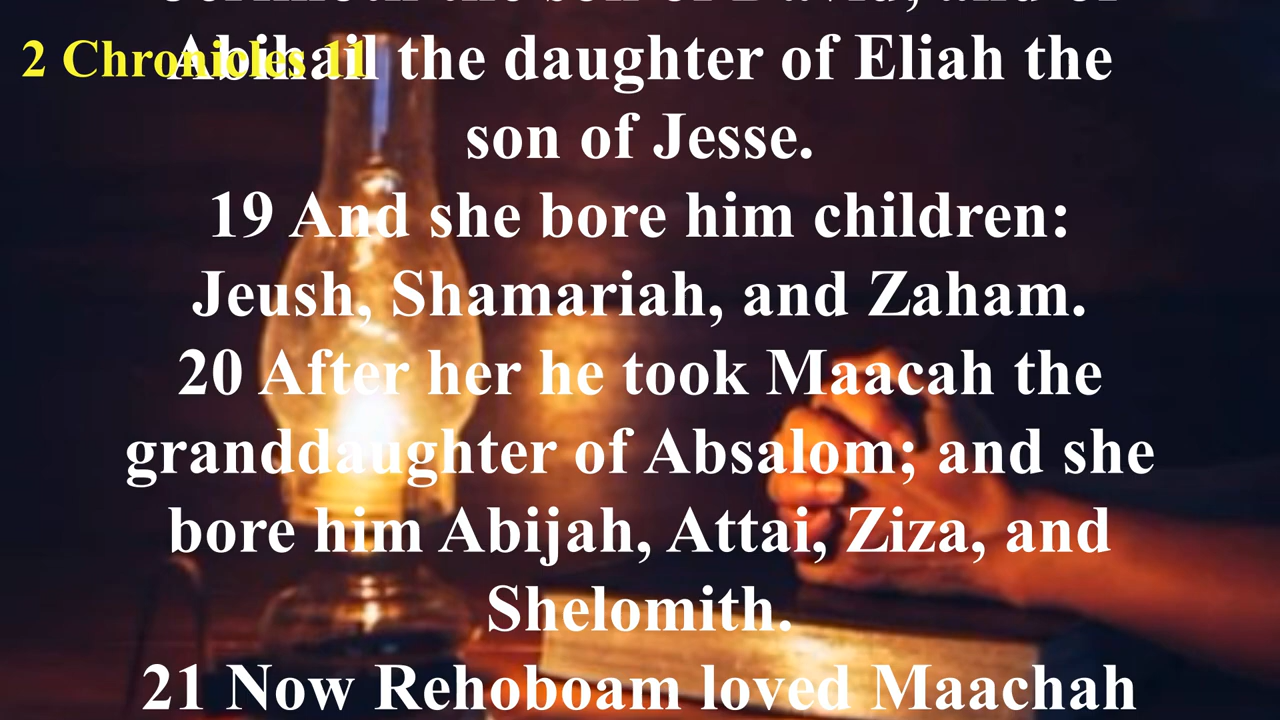 2 Chronicles 11
Abihail the daughter of Eliah the
son of Jesse.
19 And she bore him children:
Jeush, Shamariah, and Zaham.
20 After her he took Maacah the
granddaughter of Absalom; and she
bore him Abijah, Attai, Ziza, and
Shelomith.
21 Now Rehoboam loved Maachah